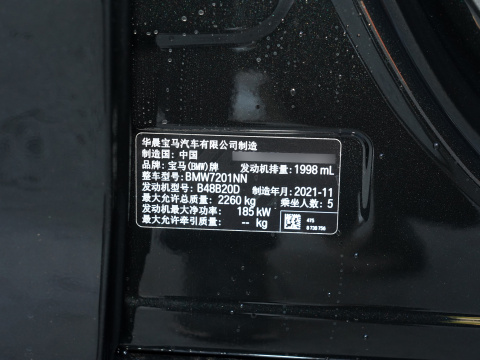 华晨宝马汽车有限公司制造
制造国: 中国
品牌: 宝马(BMW)牌 发动机排量: 1998 mL
整车型号: BMW7201NN
发动机型号: B48B20D 制造年月: 2021-11
最大允许总质量: 2260 kg 乘坐人数: 5
发动机最大净功率: 185 kW
最大允许牵引质量: -- kg